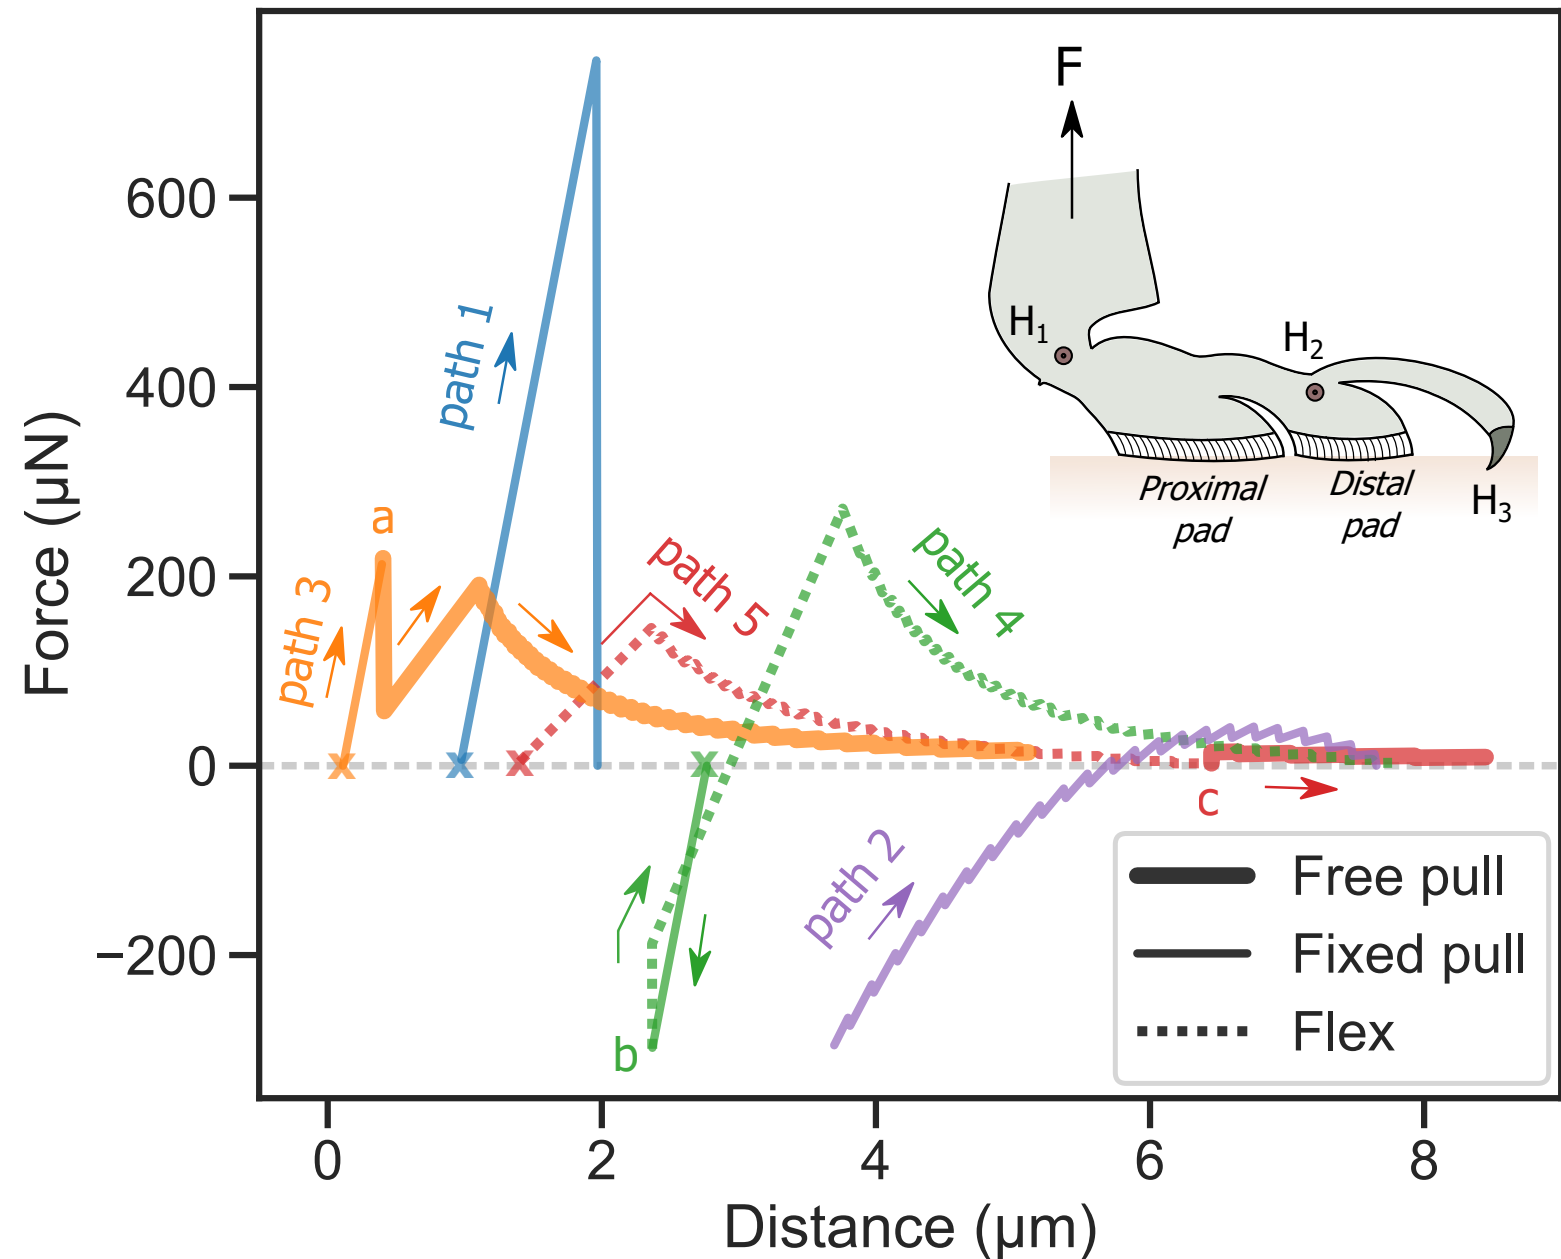 Force (µN)
600
400
200
0
−200
0
2
4
6
8
Distance (µm)
path 1
path 2
path 3
path 4
path 5
a
b
c
x
x
x
x
F
H1
H2
H3
Proximal
pad
Distal
pad
Free pull
Fixed pull
Flex